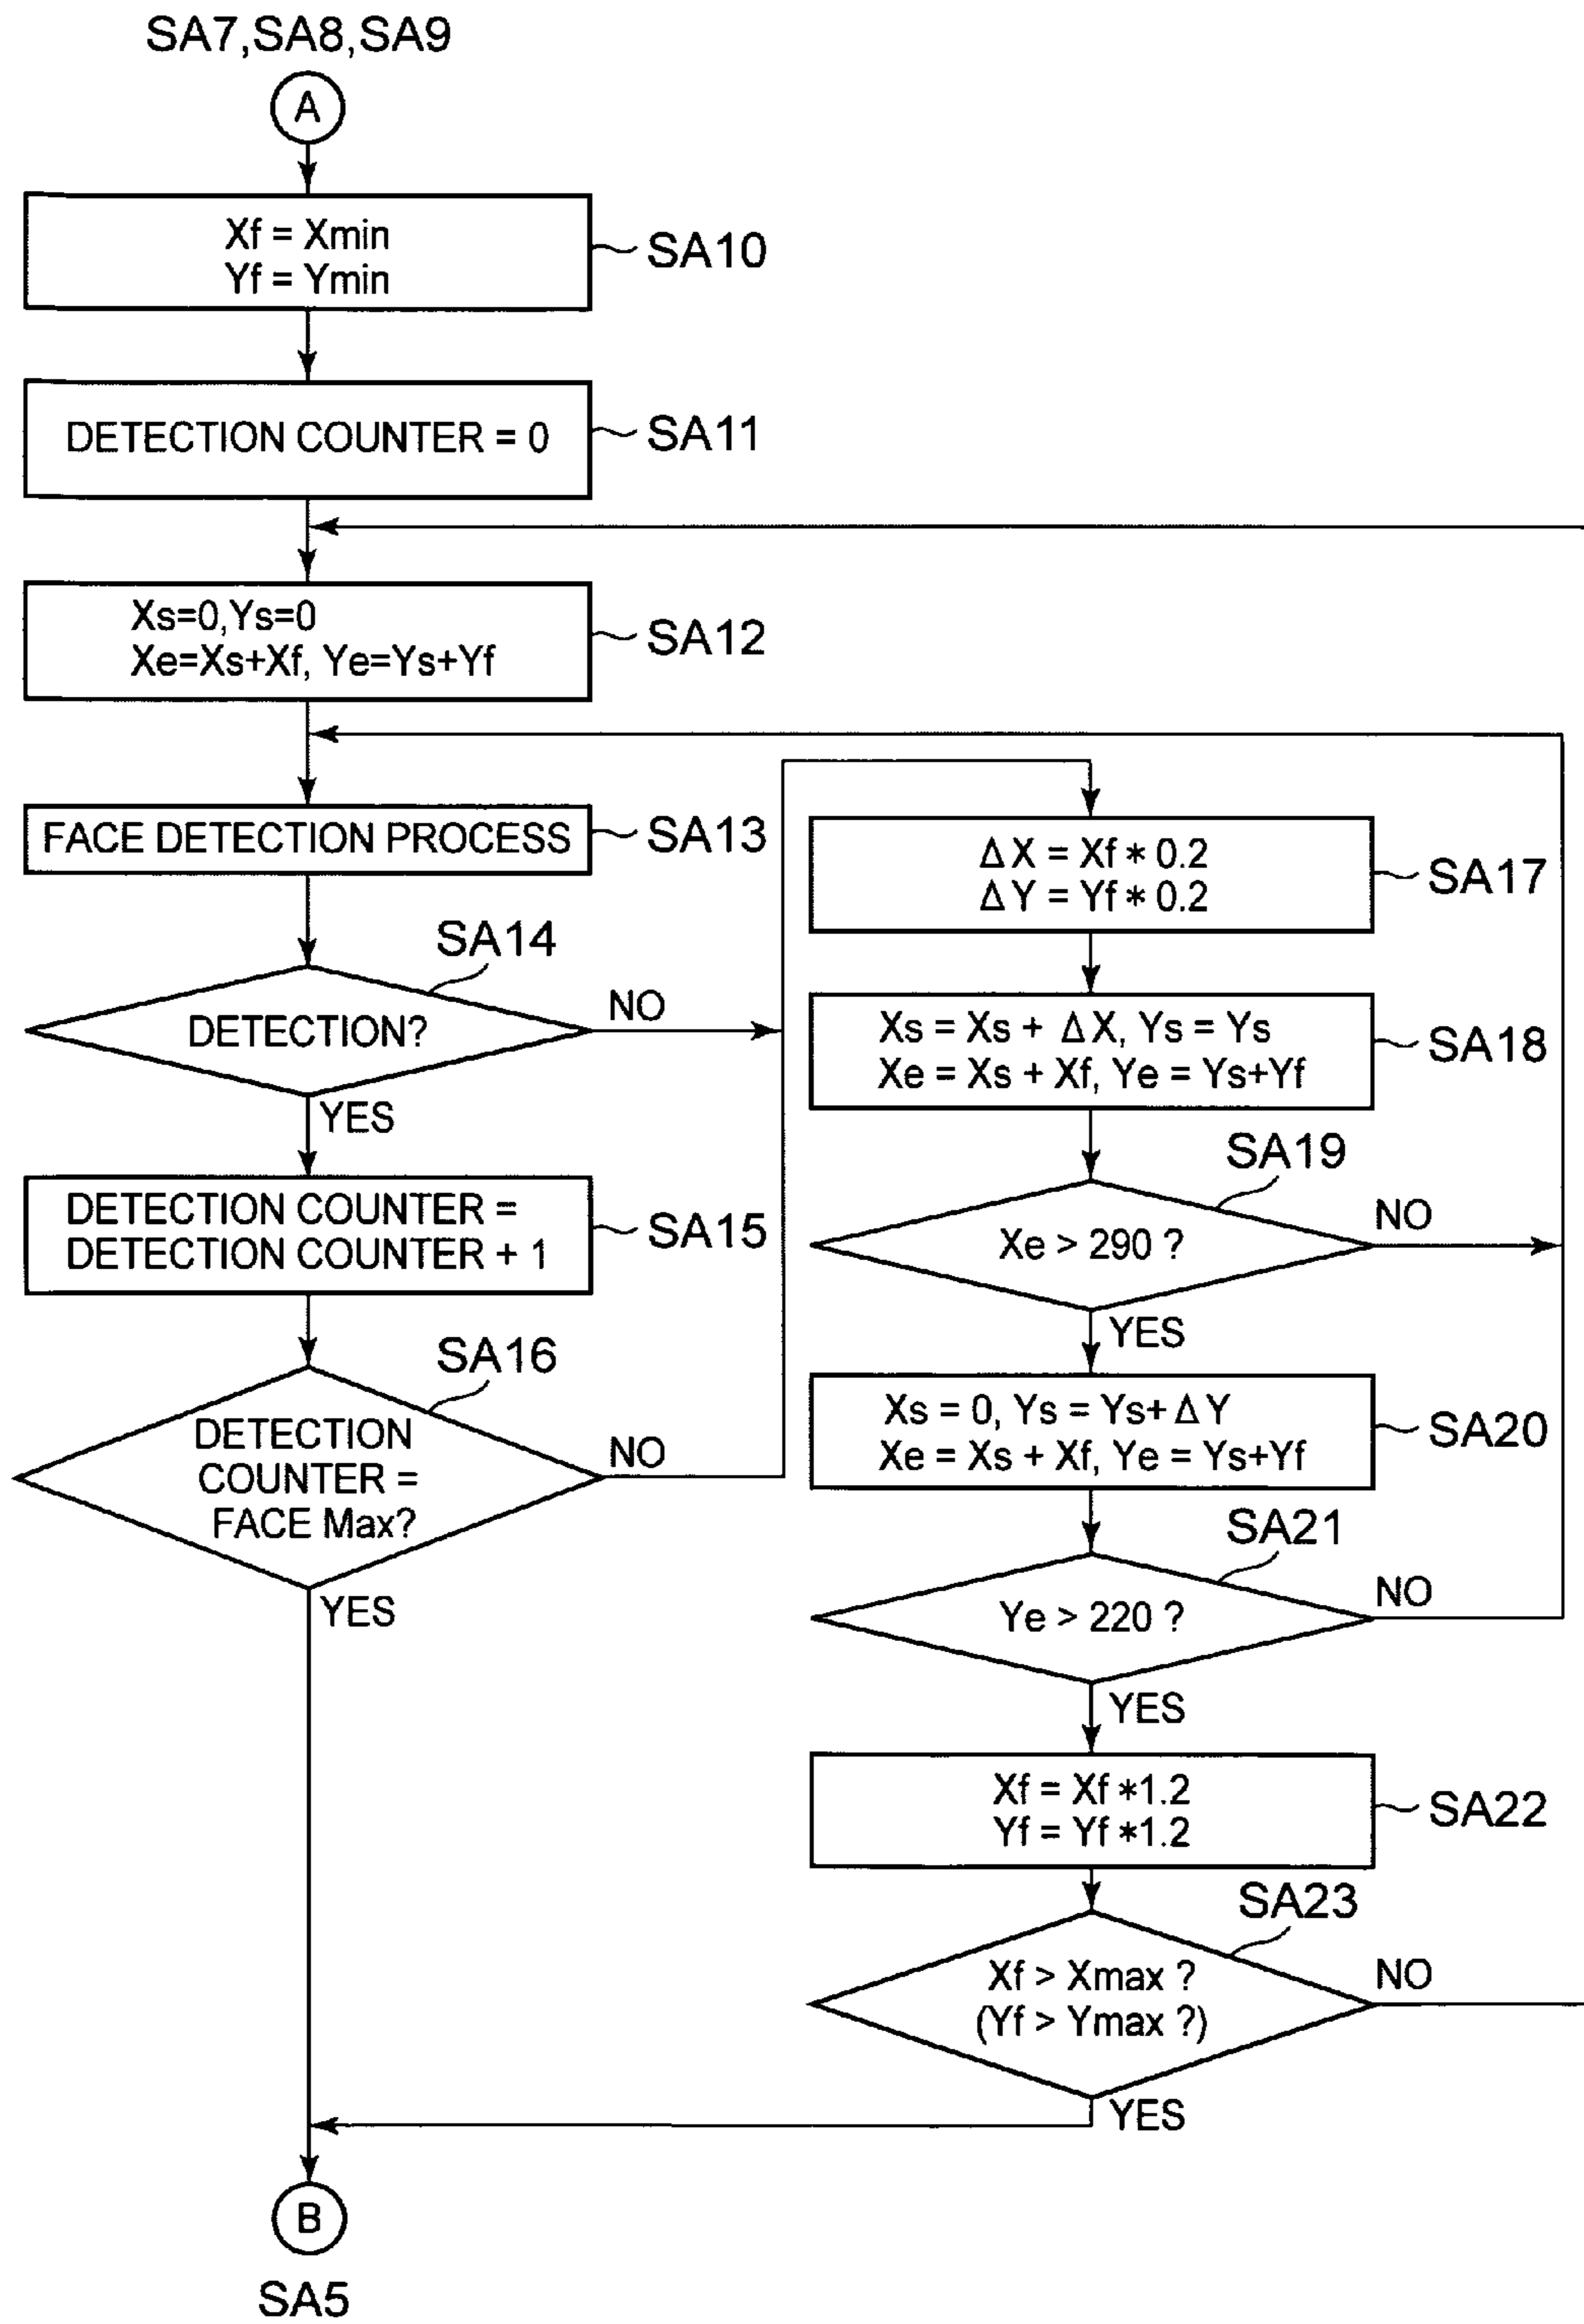 SA7,SA8,SA9
A
Xf = Xmin
Yf = Ymin
SA10
DETECTION COUNTER = 0
SA11
Xs=0,Ys=0
Xe=Xs+Xf, Ye=Ys+Yf
SA12
FACE DETECTION PROCESS
SA13
SA14
DETECTION?
NO
YES
DETECTION COUNTER =
DETECTION COUNTER + 1
SA15
SA16
DETECTION
COUNTER =
FACE Max?
NO
YES
ΔX = Xf * 0.2
ΔY = Yf * 0.2
SA17
Xs = Xs + ΔX, Ys = Ys
Xe = Xs + Xf, Ye = Ys+Yf
SA18
SA19
Xe > 290 ?
NO
YES
Xs = 0, Ys = Ys+ ΔY
Xe = Xs + Xf, Ye = Ys+Yf
SA20
SA21
Ye > 220 ?
NO
YES
Xf = Xf *1.2
Yf = Yf *1.2
SA22
SA23
Xf > Xmax ?
(Yf > Ymax ?)
NO
YES
B
SA5